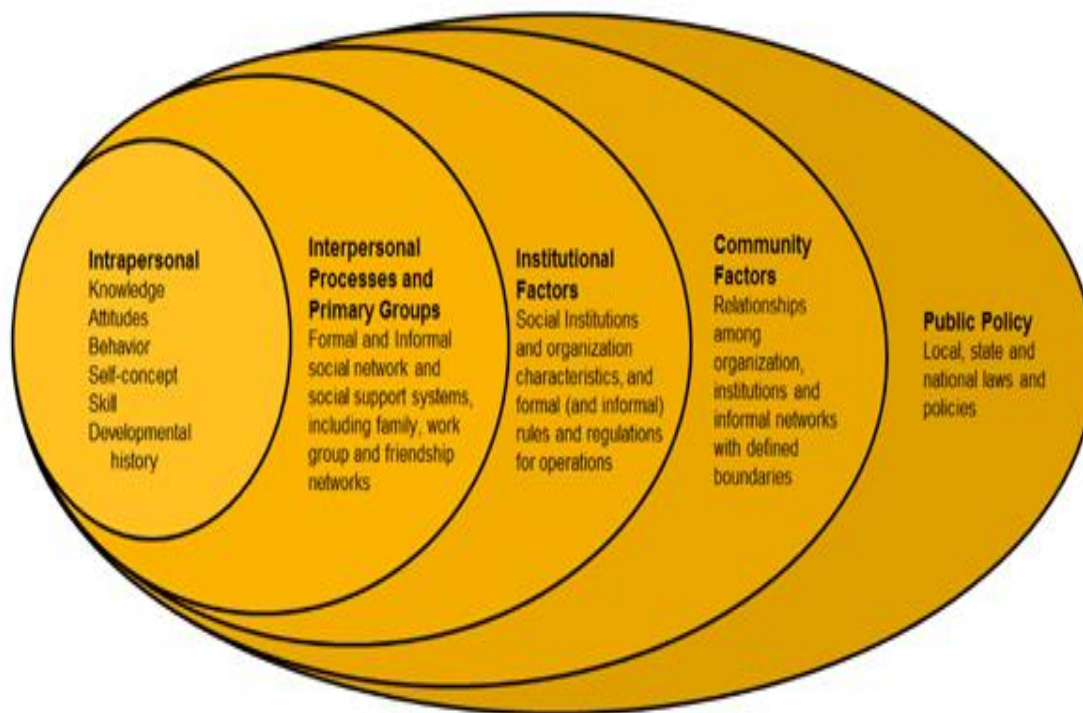 Intrapersonal
Knowledge
Attitudes
Behavior
Self-concept
Skill
Developmental
history
Interpersonal
Processes and
Primary Groups
Formal and Informal
social network and
social support systems,
including family, work
group and friendship
networks
Institutional
Factors
Social Institutions
and organization
characteristics, and
formal (and informal)
rules and regulations
for operations
Community
Factors
Relationships
among
organization,
institutions and
informal networks
with defined
boundaries
Public Policy
Local, state and
national laws and
policies